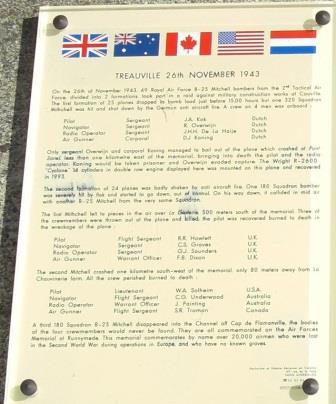 TREAUVILLE 26th NOVEMBER 1943
On the 26th of November 1943, 69 Royal Air Force B-25 Mitchell bombers from the 2nd Tactical Air
Force divided into 2 formations, took part in a raid against military construction works at Couville.
The first formation of 35 planes dropped its bomb load just before 15.00 hours but one 320 Squadron
Mitchell was hit and shot down by the German anti aircraft fire. A crew on 4 men was onboard :
Pilot Sergeant J.A. Kok Dutch
Navigator Sergeant R. Overwijn Dutch
Radio operator Sergeant J.H.H. De La Haije Dutch
Air Gunner Corporal D.J. Koning Dutch
Only sergeant Overwijn and corporal Koning managed to bail out of the plane which crashed at Pont
Jorel less than one kilometre east of the memorial, bringing into death the pilot and the radio
operator. Koning would be taken prisoner and Overwijn evaded capture. The Wright R-2600
"Cyclone" 14 cylinders in double row engine displayed here was mounted on this plane and recovered
in 1993.
The second formation of 24 planes was badly shaken by anti aircraft fire. One 180 Squadron bomber
was severely hit by flak and started to go down, out of control. On his way down, it collided in mid air
with another B-25 Mitchell from the very same Squadron.
The first Mitchell left to pieces in the air over 500 meters south of the memorial. Three of
the crewmembers were thrown out of the plane and killed, the pilot was recovered burnt to death in
the wreckage of the plane :
Pilot Flight Sergeant R.R. Howlett U.K.
Navigator Sergeant C.S. Groves U.K.
Radio Operator Sergeant G.J. Saunders U.K.
Air Gunner Sergeant F.B. Dixon U.K.
The second Mitchell crashed one kilometre south-west of the memorial, only 80 meters away from La
Chauvinerie farm. All the crew perished burned to death :
Pilot Lieutenant W.A. Solheim U.S.A.
Navigator Flight Sergeant C.O. Underwood Australia
Radio Operator Warrant Officer J. Painting Australia
Air Gunner Flight Sergeant S.R. Troman Canada
A third 180 Squadron B-25 Mitchell disappeared into the Channel off Cap de Flamanville, the bodies
of the four crewmembers would never be found. They are all commemorated on the Air Forces
Memorial at Runnymede. This memorial commemorates by name over 20,000 airmen who were lost
in the Second World War during operations in Europe, and who have no known graves.